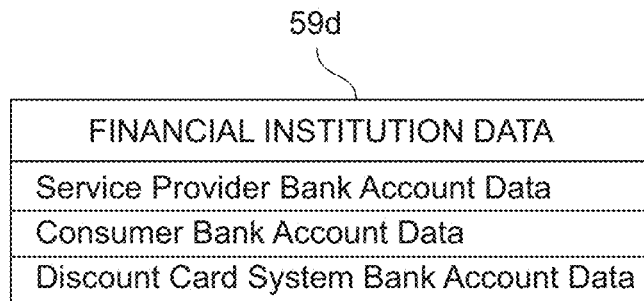 59d
FINANCIAL INSTITUTION DATA
Service Provider Bank Account Data
Consumer Bank Account Data
Discount Card System Bank Account Data